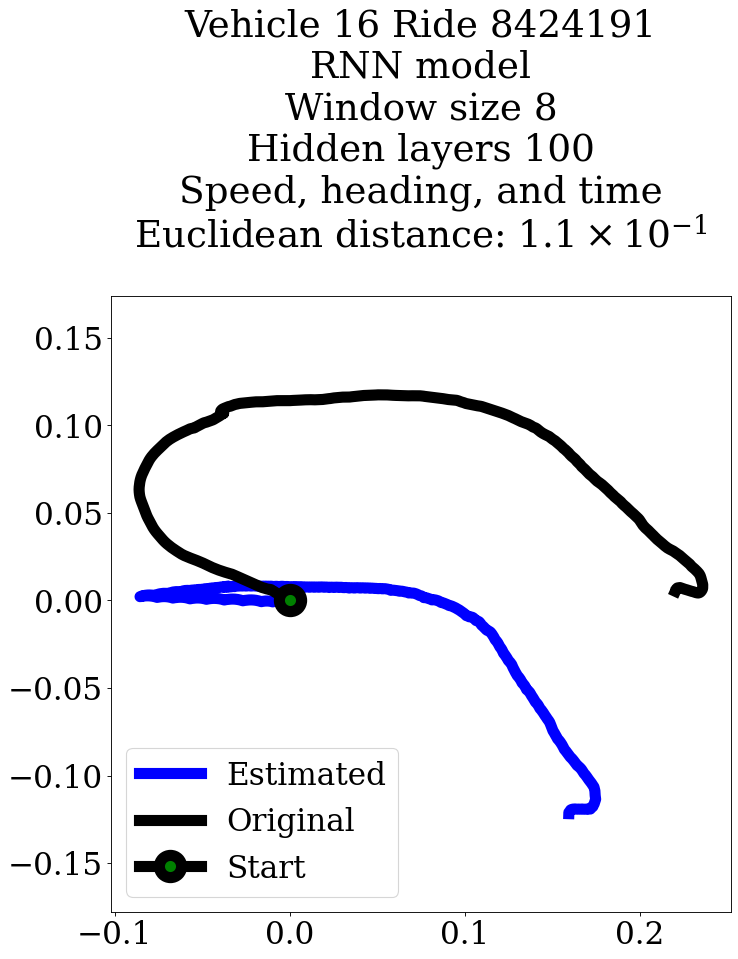 Vehicle 16 Ride 8424191
RNN model
Window size 8
Hidden layers 100
Speed, heading, and time
Euclidean distance: 1.1 × 10⁻¹
0.15
0.10
0.05
0.00
−0.05
−0.10
−0.15
Estimated
Original
Start
−0.1
0.0
0.1
0.2